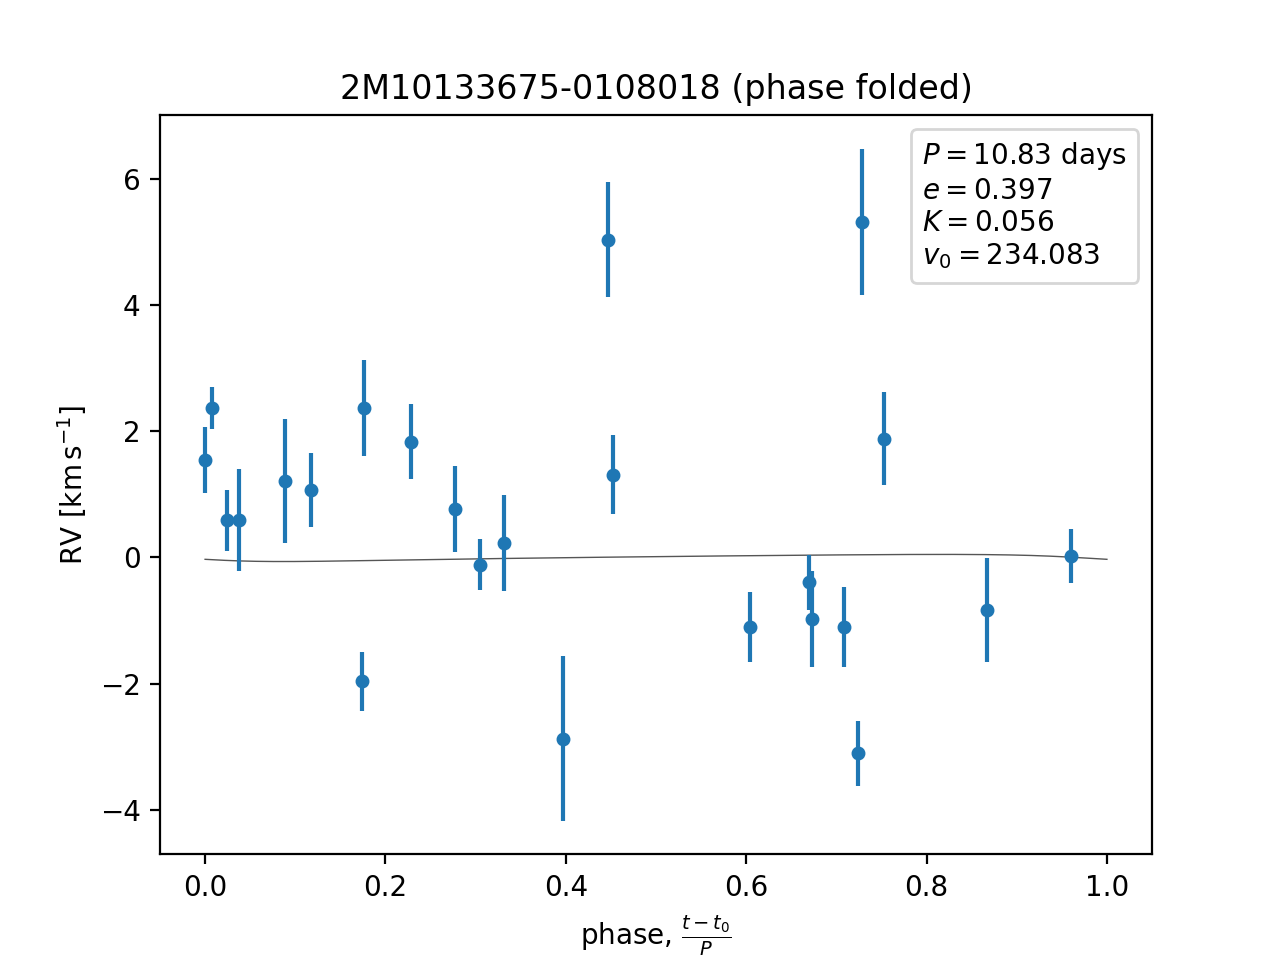 2M10133675-0108018 (phase folded)
P = 10.83 days
e = 0.397
K = 0.056
v₀ = 234.083
6
4
2
0
−2
−4
RV [km s⁻¹]
0.0 0.2 0.4 0.6 0.8 1.0
phase, (t − t₀)/P